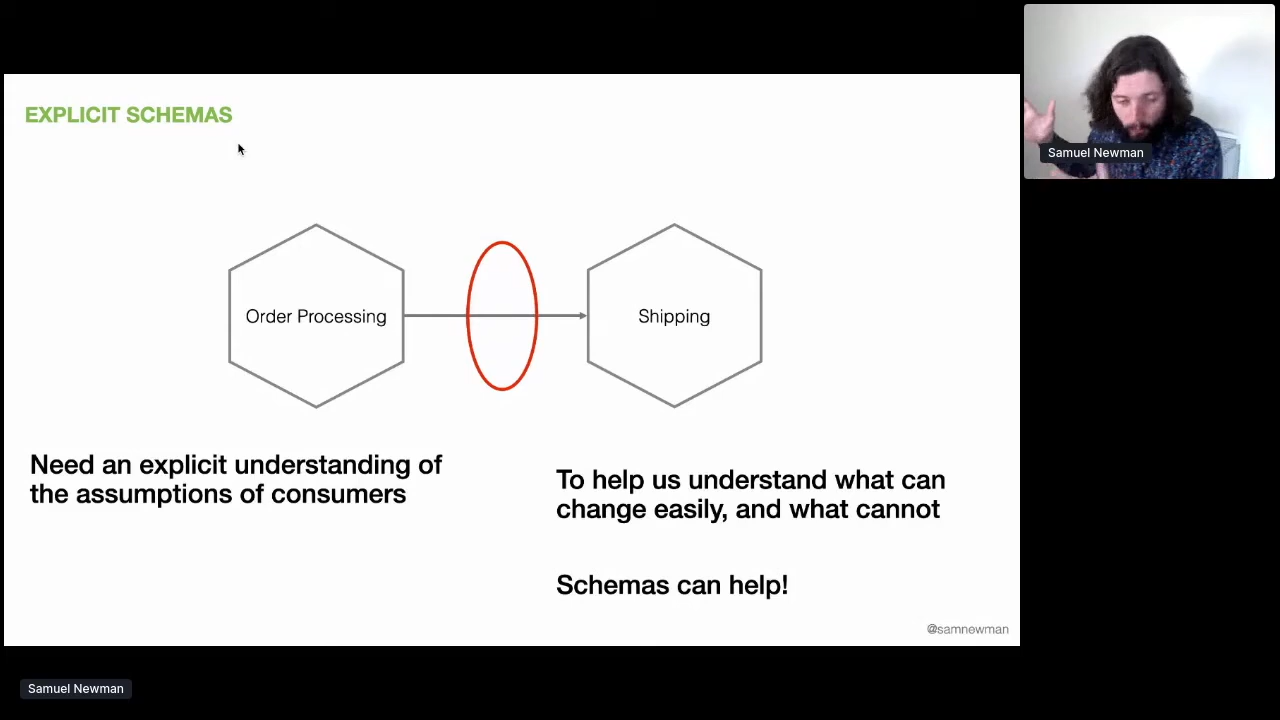 EXPLICIT SCHEMAS
Samuel Newman
Order Processing
Shipping
Need an explicit understanding of
the assumptions of consumers
To help us understand what can
change easily, and what cannot
Schemas can help!
@samnewman
Samuel Newman